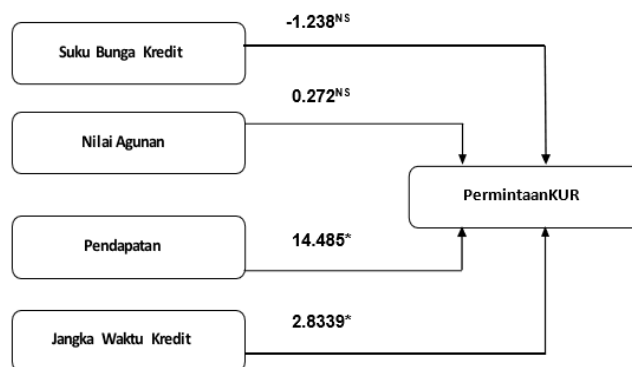 -1.238NS
Suku Bunga Kredit
0.272NS
Nilai Agunan
PermintaanKUR
Pendapatan
14.485*
2.8339*
Jangka Waktu Kredit